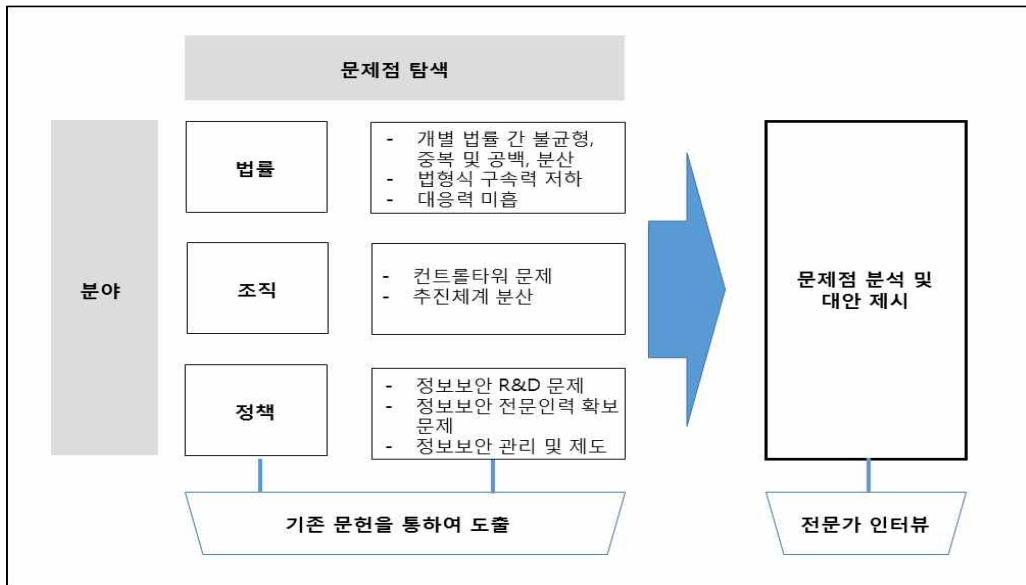 문제점 탐색
분야
법률
- 개별 법률 간 불균형,
중복 및 공백, 분산
- 법형식 구속력 저하
- 대응력 미흡
조직
- 컨트롤타워 문제
- 추진체계 분산
정책
- 정보보안 R&D 문제
- 정보보안 전문인력 확보
문제
- 정보보안 관리 및 제도
문제점 분석 및
대안 제시
기존 문헌을 통하여 도출
전문가 인터뷰